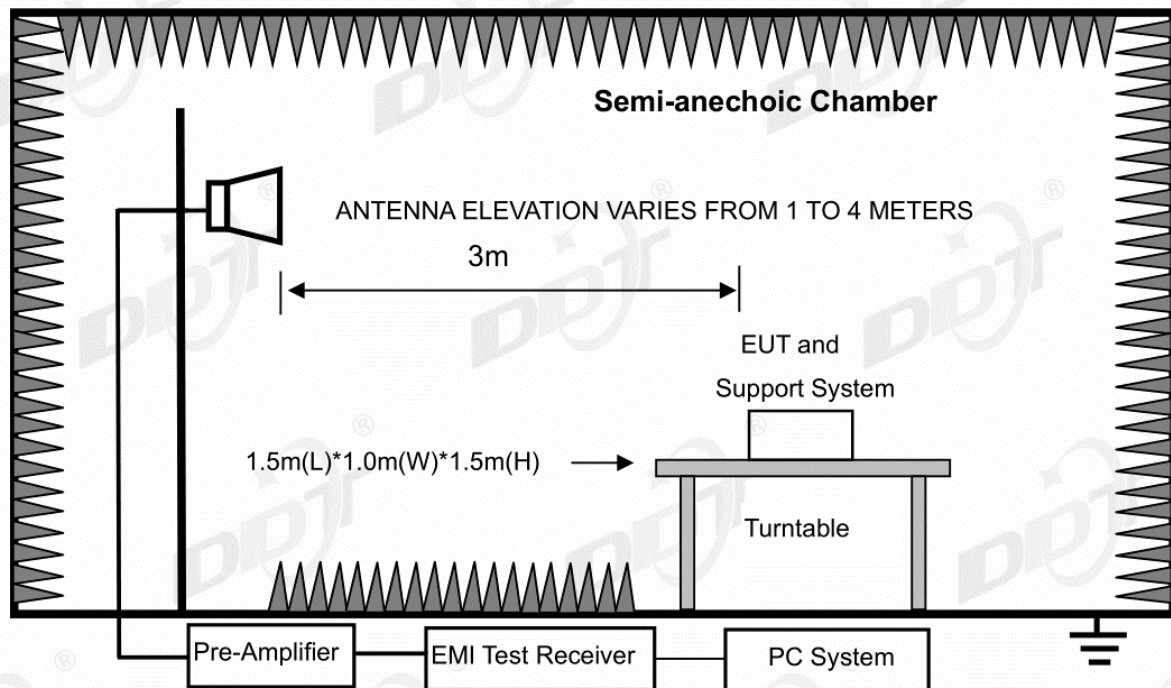 Semi-anechoic Chamber
ANTENNA ELEVATION VARIES FROM 1 TO 4 METERS
3m
EUT and
Support System
1.5m(L)*1.0m(W)*1.5m(H)
Turntable
Pre-Amplifier
EMI Test Receiver
PC System
DDT®